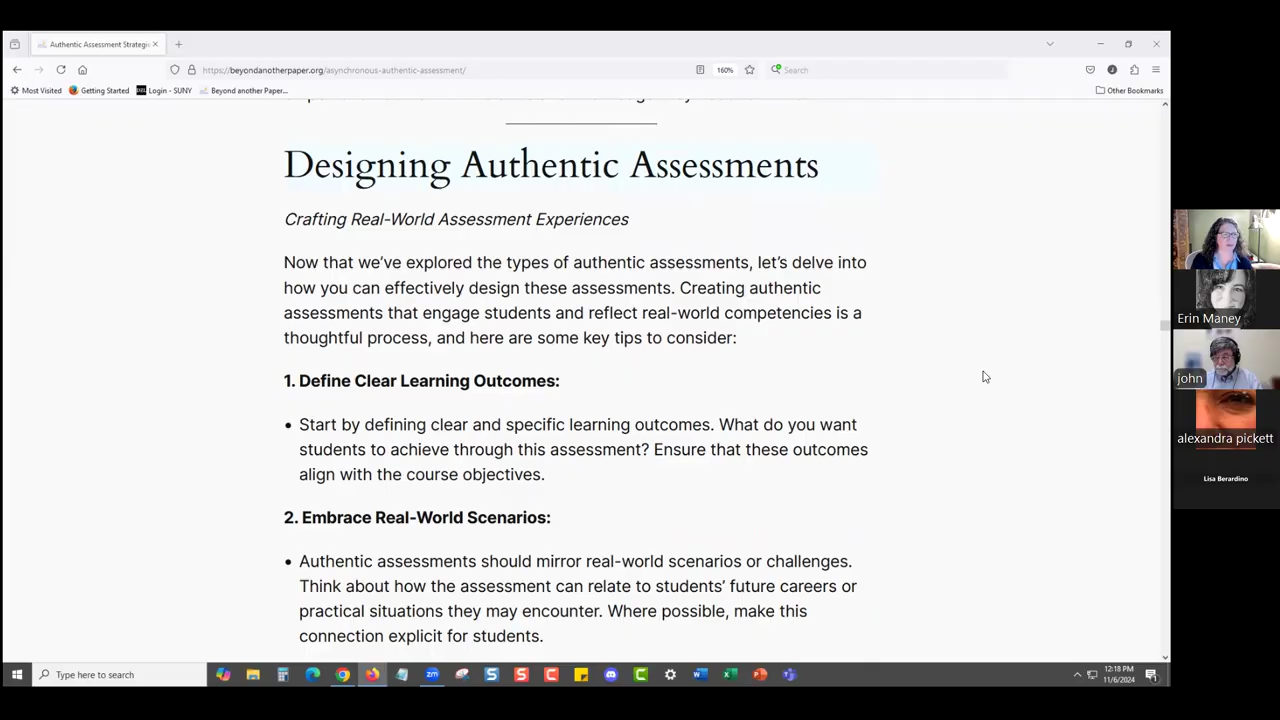 Authentic Assessment Strategie
https://beyondanotherpaper.org/asynchronous-authentic-assessment/
160%
Search
Most Visited
Getting Started
Login - SUNY
Beyond another Paper...
Other Bookmarks
Designing Authentic Assessments
Crafting Real-World Assessment Experiences
Now that we’ve explored the types of authentic assessments, let’s delve into
how you can effectively design these assessments. Creating authentic
assessments that engage students and reflect real-world competencies is a
thoughtful process, and here are some key tips to consider:
1. Define Clear Learning Outcomes:
• Start by defining clear and specific learning outcomes. What do you want
students to achieve through this assessment? Ensure that these outcomes
align with the course objectives.
2. Embrace Real-World Scenarios:
• Authentic assessments should mirror real-world scenarios or challenges.
Think about how the assessment can relate to students’ future careers or
practical situations they may encounter. Where possible, make this
connection explicit for students.
Erin Maney
john
alexandra pickett
Lisa Berardino
Type here to search
12:18 PM
11/6/2024